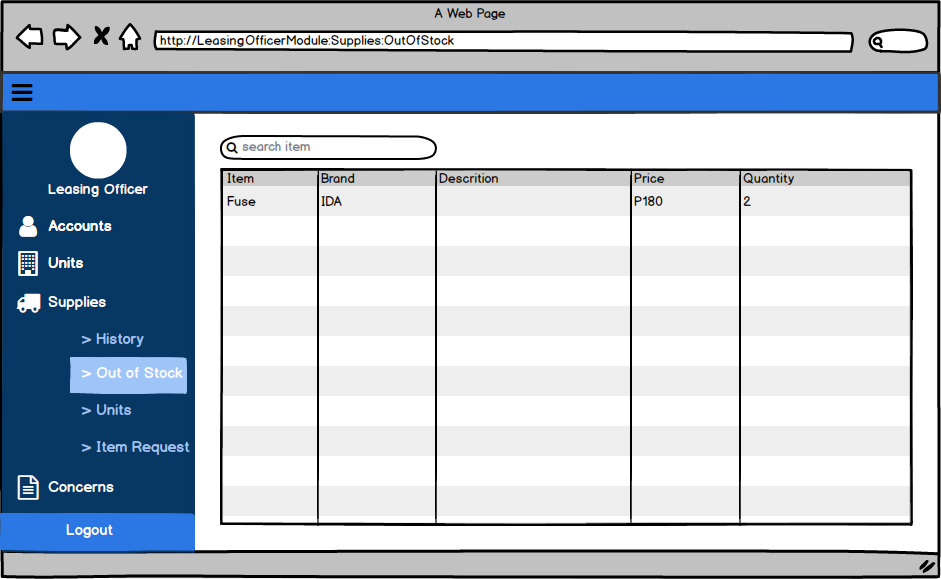 A Web Page
http://LeasingOfficerModule:Supplies:OutOfStock
Leasing Officer
Accounts
Units
Supplies
> History
> Out of Stock
> Units
> Item Request
Concerns
Logout
search item
Item Brand Descrition Price Quantity
Fuse IDA P180 2